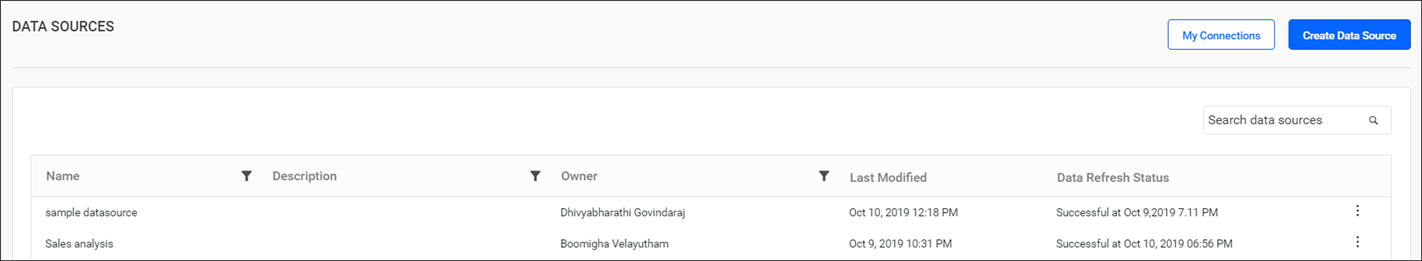 DATA SOURCES
My Connections
Create Data Source
Search data sources
Name Description Owner Last Modified Data Refresh Status
sample datasource Dhivyabharathi Govindaraj Oct 10, 2019 12:18 PM Successful at Oct 9,2019 7.11 PM
Sales analysis Boomigha Velayutham Oct 9, 2019 10:31 PM Successful at Oct 10, 2019 06:56 PM